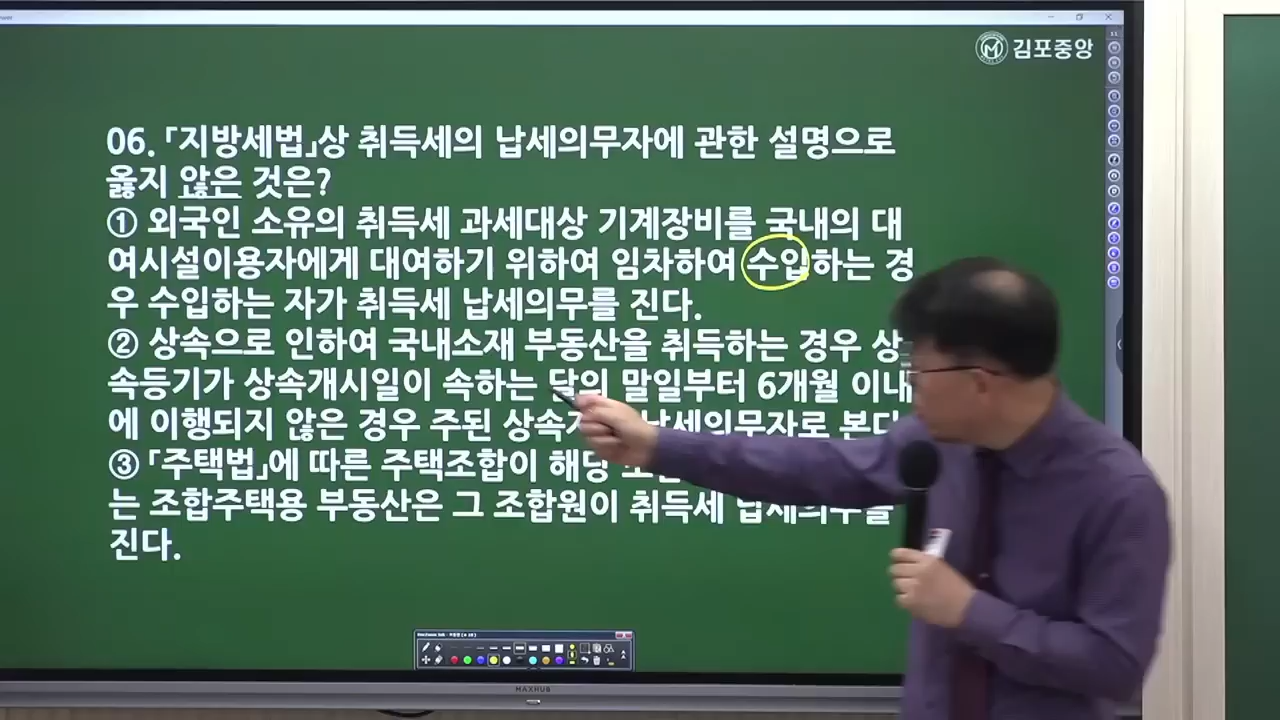 김포중앙
06. 「지방세법」상 취득세의 납세의무자에 관한 설명으로
옳지 않은 것은?
① 외국인 소유의 취득세 과세대상 기계장비를 국내의 대
여시설이용자에게 대여하기 위하여 임차하여 수입하는 경
우 수입하는 자가 취득세 납세의무를 진다.
② 상속으로 인하여 국내소재 부동산을 취득하는 경우 상
속등기가 상속개시일이 속하는 달의 말일부터 6개월 이내
에 이행되지 않은 경우 주된 납세의무자로 본다
③ 「주택법」에 따른 주택조합이 해당
는 조합주택용 부동산은 그 조합원이 취득세 납세의무를
진다.
MAXHUB